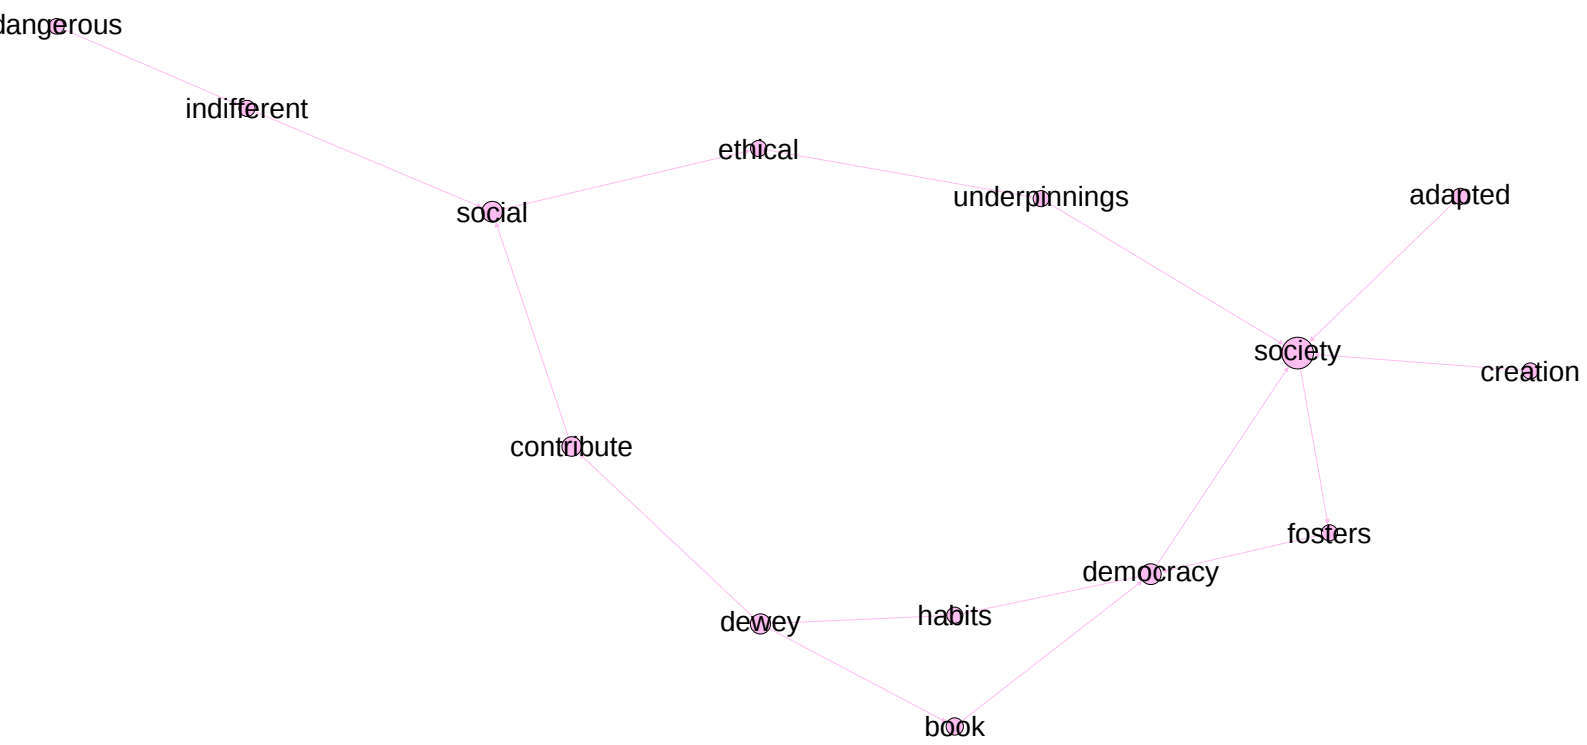 dangerous
indifferent
ethical
underpinnings
adapted
social
society
creation
contribute
fosters
democracy
habits
dewey
book